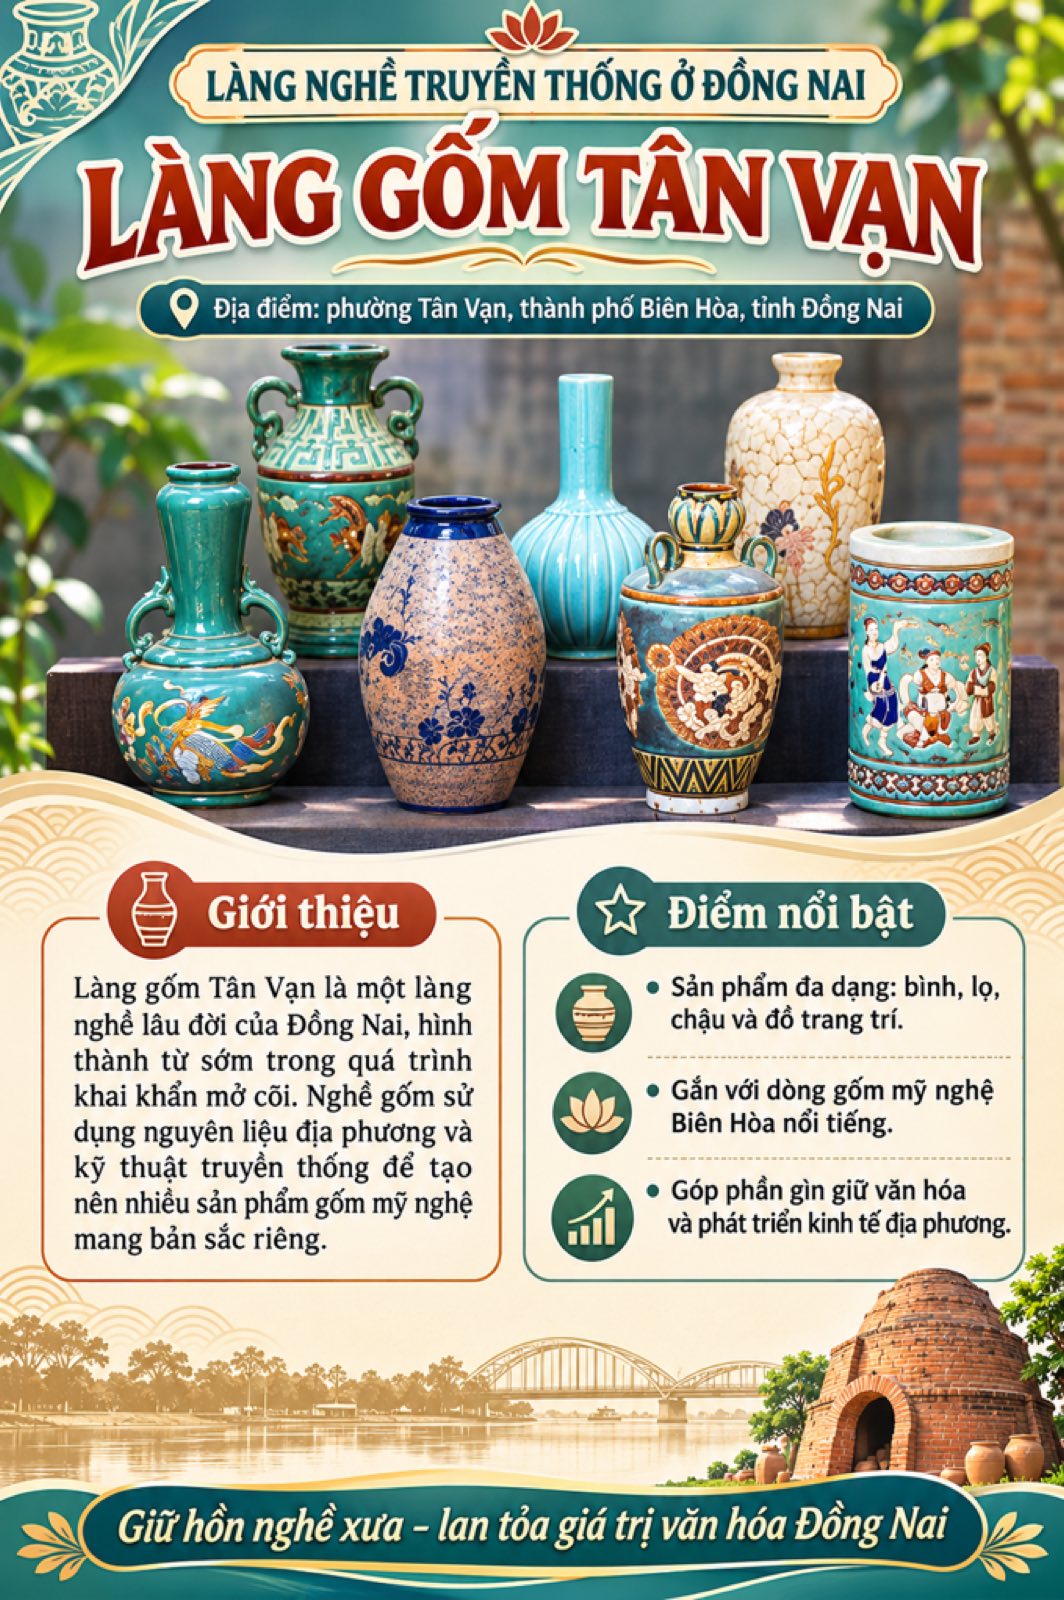 LÀNG NGHỀ TRUYỀN THỐNG Ở ĐỒNG NAI
LÀNG GỐM TÂN VẠN
Địa điểm: phường Tân Vạn, thành phố Biên Hòa, tỉnh Đồng Nai
Giới thiệu
Làng gốm Tân Vạn là một làng
nghề lâu đời của Đồng Nai, hình
thành từ sớm trong quá trình
khai khẩn mở cõi. Nghề gốm sử
dụng nguyên liệu địa phương và
kỹ thuật truyền thống để tạo
nên nhiều sản phẩm gốm mỹ nghệ
mang bản sắc riêng.
Điểm nổi bật
• Sản phẩm đa dạng: bình, lọ,
chậu và đồ trang trí.
• Gắn với dòng gốm mỹ nghệ
Biên Hòa nổi tiếng.
• Góp phần gìn giữ văn hóa
và phát triển kinh tế địa phương.
Giữ hồn nghề xưa – lan tỏa giá trị văn hóa Đồng Nai